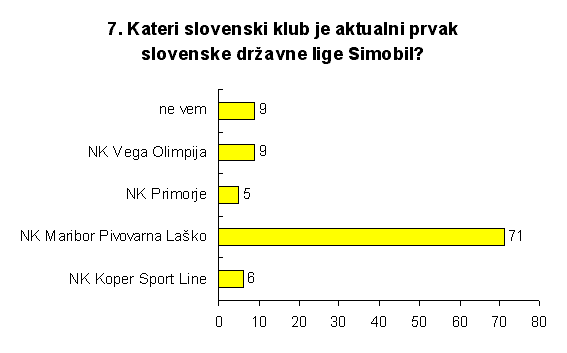 7. Kateri slovenski klub je aktualni prvak
slovenske državne lige Simobil?
ne vem 9
NK Vega Olimpija 9
NK Primorje 5
NK Maribor Pivovarna Laško 71
NK Koper Sport Line 6
0 10 20 30 40 50 60 70 80